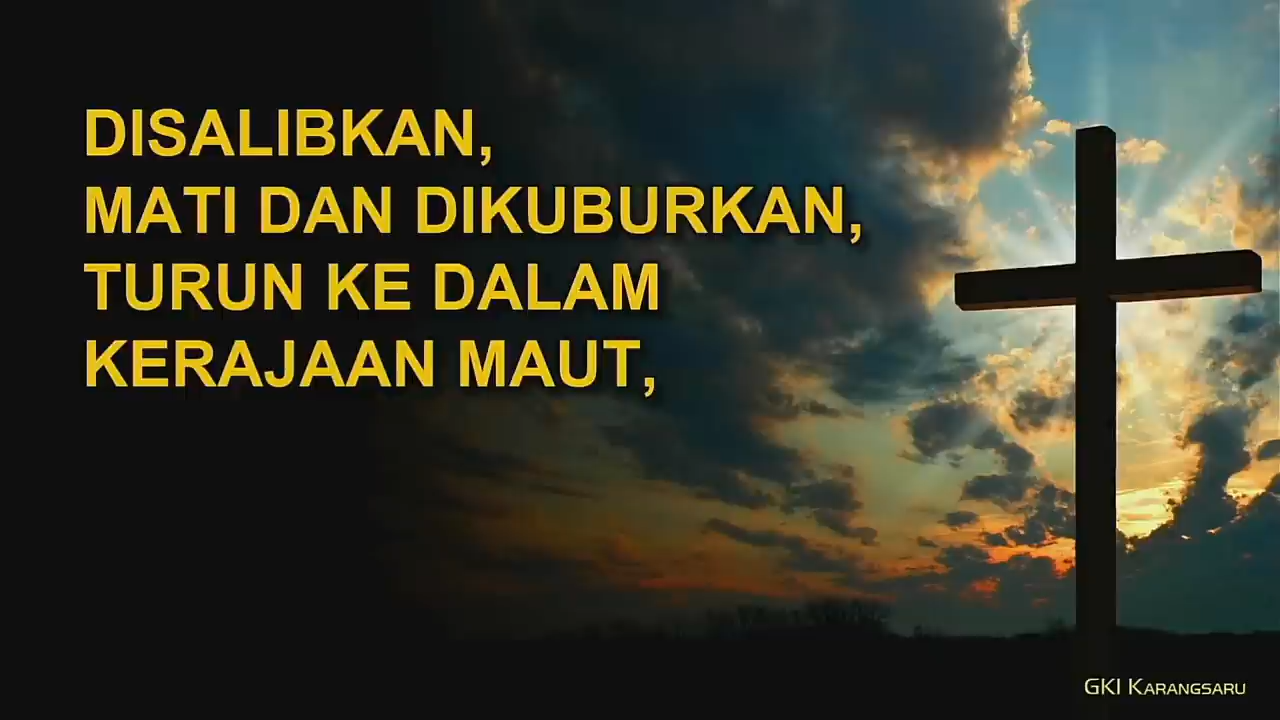 DISALIBKAN,
MATI DAN DIKUBURKAN,
TURUN KE DALAM
KERAJAAN MAUT,
GKI KARANGSARU